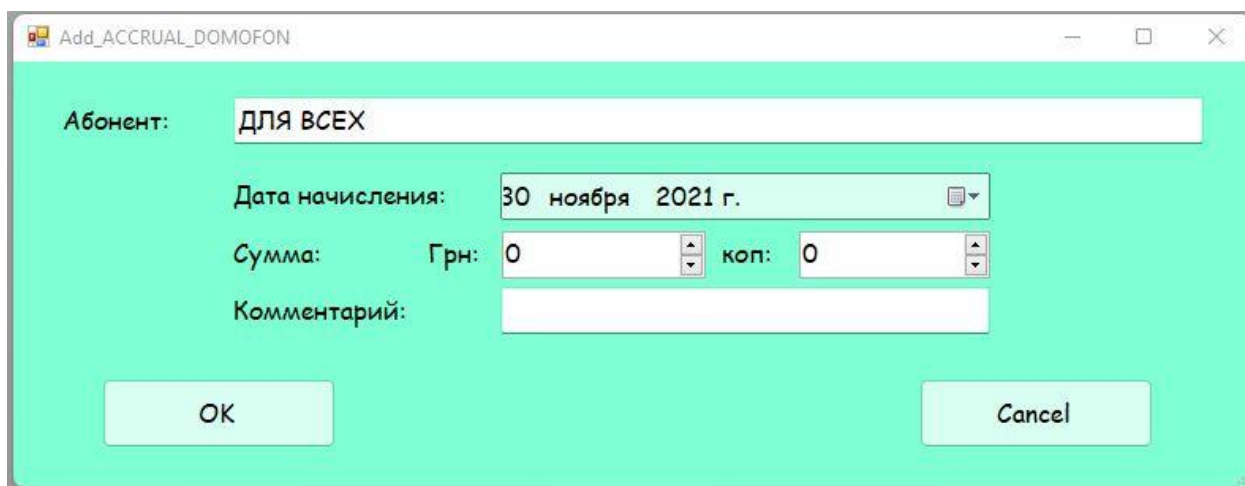 Add_ACCRUAL_DOMOFON
Абонент: ДЛЯ ВСЕХ
Дата начисления: 30 ноября 2021 г.
Сумма: Грн: 0 коп: 0
Комментарий:
OK Cancel